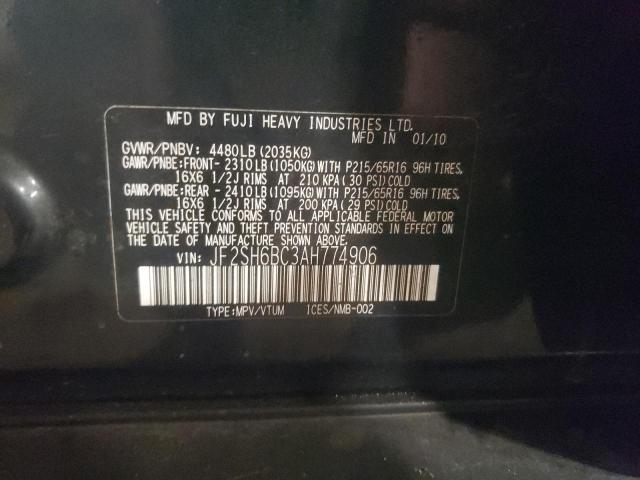 MFD BY FUJI HEAVY INDUSTRIES LTD.
MFD IN 01/10
GVWR/PNBV: 4480LB (2035KG)
GAWR/PNBE:FRONT- 2310LB(1050KG)WITH P215/65R16 96H TIRES,
16X6 1/2J RIMS AT 210 KPA (30 PSI)COLD
GAWR/PNBE:REAR - 2410LB(1095KG)WITH P215/65R16 96H TIRES,
16X6 1/2J RIMS AT 200 KPA (29 PSI)COLD
THIS VEHICLE CONFORMS TO ALL APPLICABLE FEDERAL MOTOR
VEHICLE SAFETY AND THEFT PREVENTION STANDARDS IN EFFECT ON
THE DATE OF MANUFACTURE SHOWN ABOVE.
VIN: JF2SH6BC3AH774906
TYPE:MPV/VTUM ICES/NMB-002